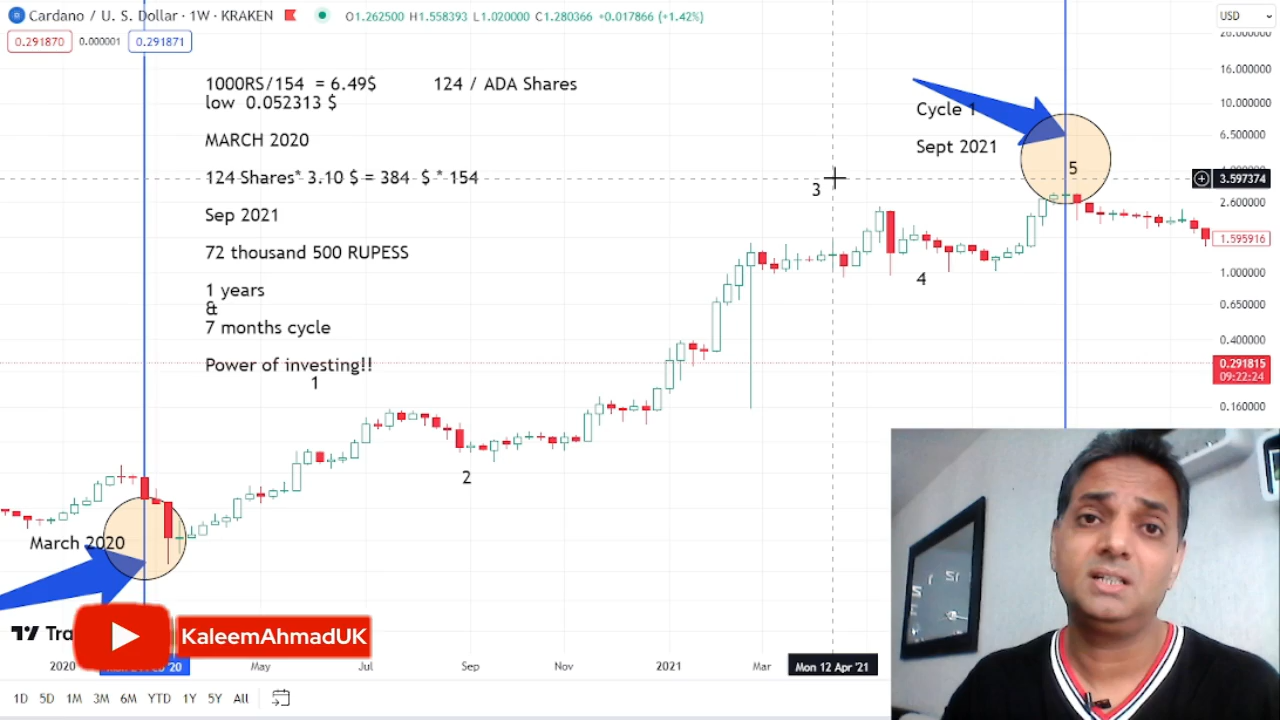 Cardano / U. S. Dollar · 1W · KRAKEN
O1.262500 H1.558393 L1.020000 C1.280366 +0.017866 (+1.42%)
USD
0.291870 0.000001 0.291871
16.000000
1000RS/154 = 6.49$ 124 / ADA Shares
low 0.052313 $
10.000000
Cycle 1
MARCH 2020
6.500000
Sept 2021
5
124 Shares* 3.10 $ = 384 $ * 154
3.597374
3
2.600000
Sep 2021
1.595916
72 thousand 500 RUPESS
1.000000
4
1 years
&
0.650000
7 months cycle
0.400000
Power of investing!!
0.291815
09:22:24
1
0.160000
2
March 2020
KaleemAhmadUK
2020 May Jul Sep Nov 2021 Mar Mon 12 Apr '21
1D 5D 1M 3M 6M YTD 1Y 5Y All